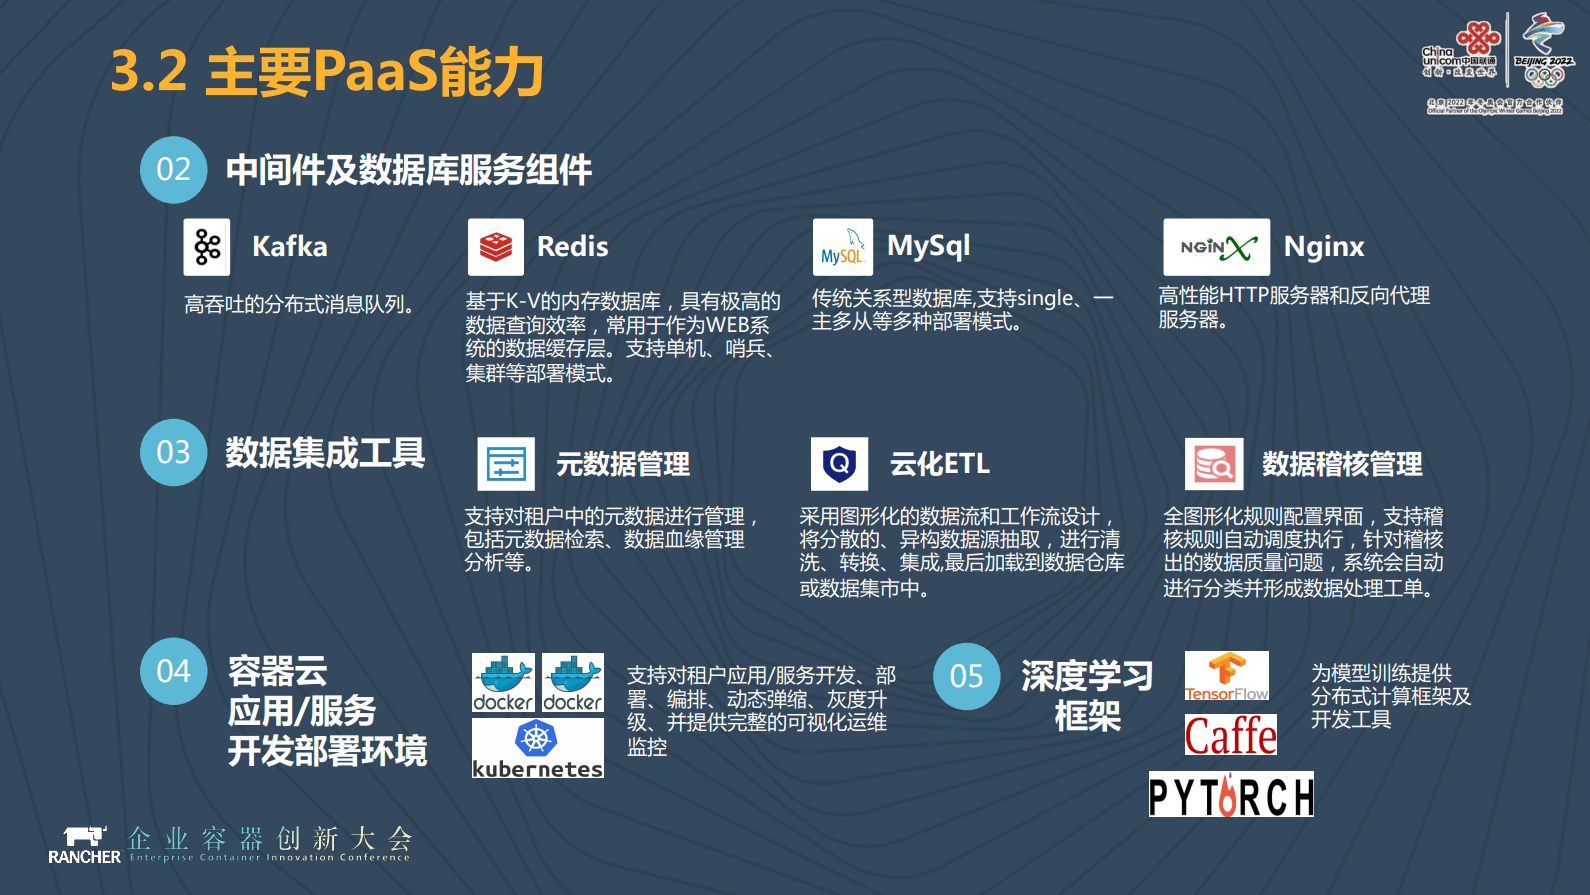 3.2 主要PaaS能力
China
unicom中国联通
创新·改变世界
BEIJING 2022
北京2022年冬奥会官方合作伙伴
Official Partner of the Olympic Winter Games Beijing 2022
02
中间件及数据库服务组件
Kafka
高吞吐的分布式消息队列。
Redis
基于K-V的内存数据库，具有极高的
数据查询效率，常用于作为WEB系
统的数据缓存层。支持单机、哨兵、
集群等部署模式。
MySQL
MySql
传统关系型数据库,支持single、一
主多从等多种部署模式。
NGiNX
Nginx
高性能HTTP服务器和反向代理
服务器。
03
数据集成工具
元数据管理
支持对租户中的元数据进行管理，
包括元数据检索、数据血缘管理
分析等。
Q
云化ETL
采用图形化的数据流和工作流设计，
将分散的、异构数据源抽取，进行清
洗、转换、集成,最后加载到数据仓库
或数据集市中。
数据稽核管理
全图形化规则配置界面，支持稽
核规则自动调度执行，针对稽核
出的数据质量问题，系统会自动
进行分类并形成数据处理工单。
04
容器云
应用/服务
开发部署环境
docker docker
kubernetes
支持对租户应用/服务开发、部
署、编排、动态弹缩、灰度升
级、并提供完整的可视化运维
监控
05
深度学习
框架
TensorFlow
Caffe
PYTORCH
为模型训练提供
分布式计算框架及
开发工具
RANCHER
企业容器创新大会
Enterprise Container Innovation Conference